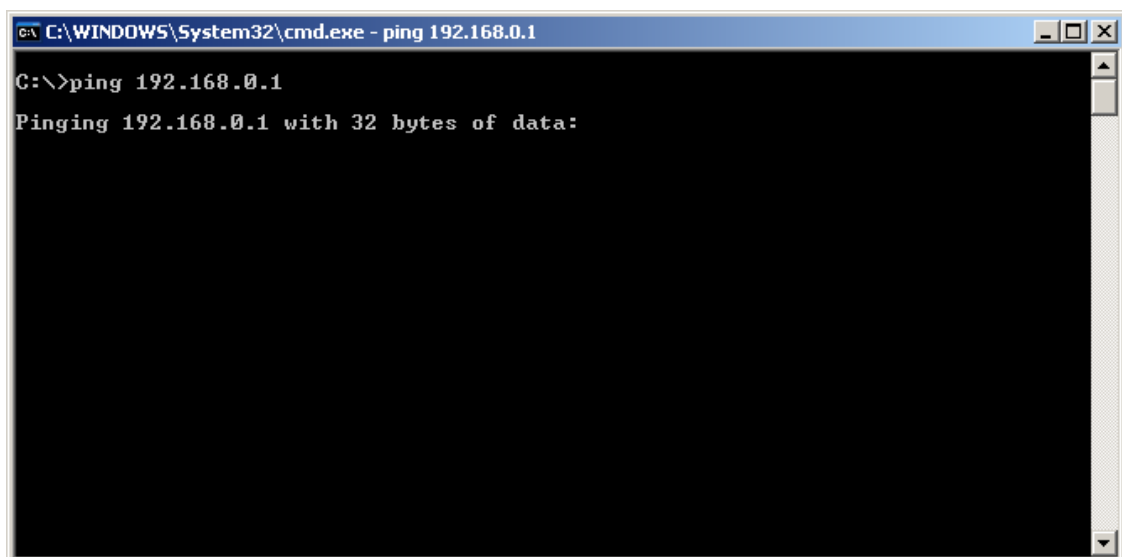 C:\WINDOWS\System32\cmd.exe - ping 192.168.0.1
C:\>ping 192.168.0.1
Pinging 192.168.0.1 with 32 bytes of data: